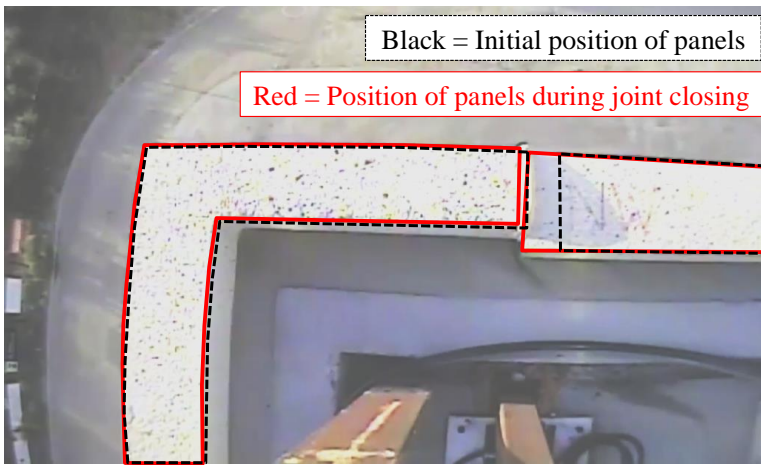 Black = Initial position of panels
Red = Position of panels during joint closing